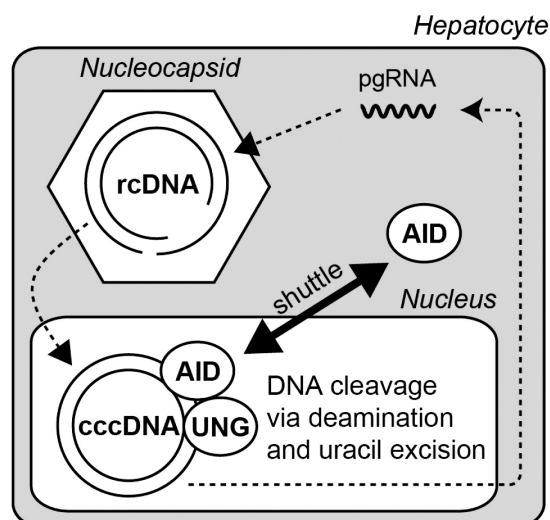 Hepatocyte
Nucleocapsid
pgRNA
rcDNA
AID
shuttle
Nucleus
AID
cccDNA
UNG
DNA cleavage
via deamination
and uracil excision